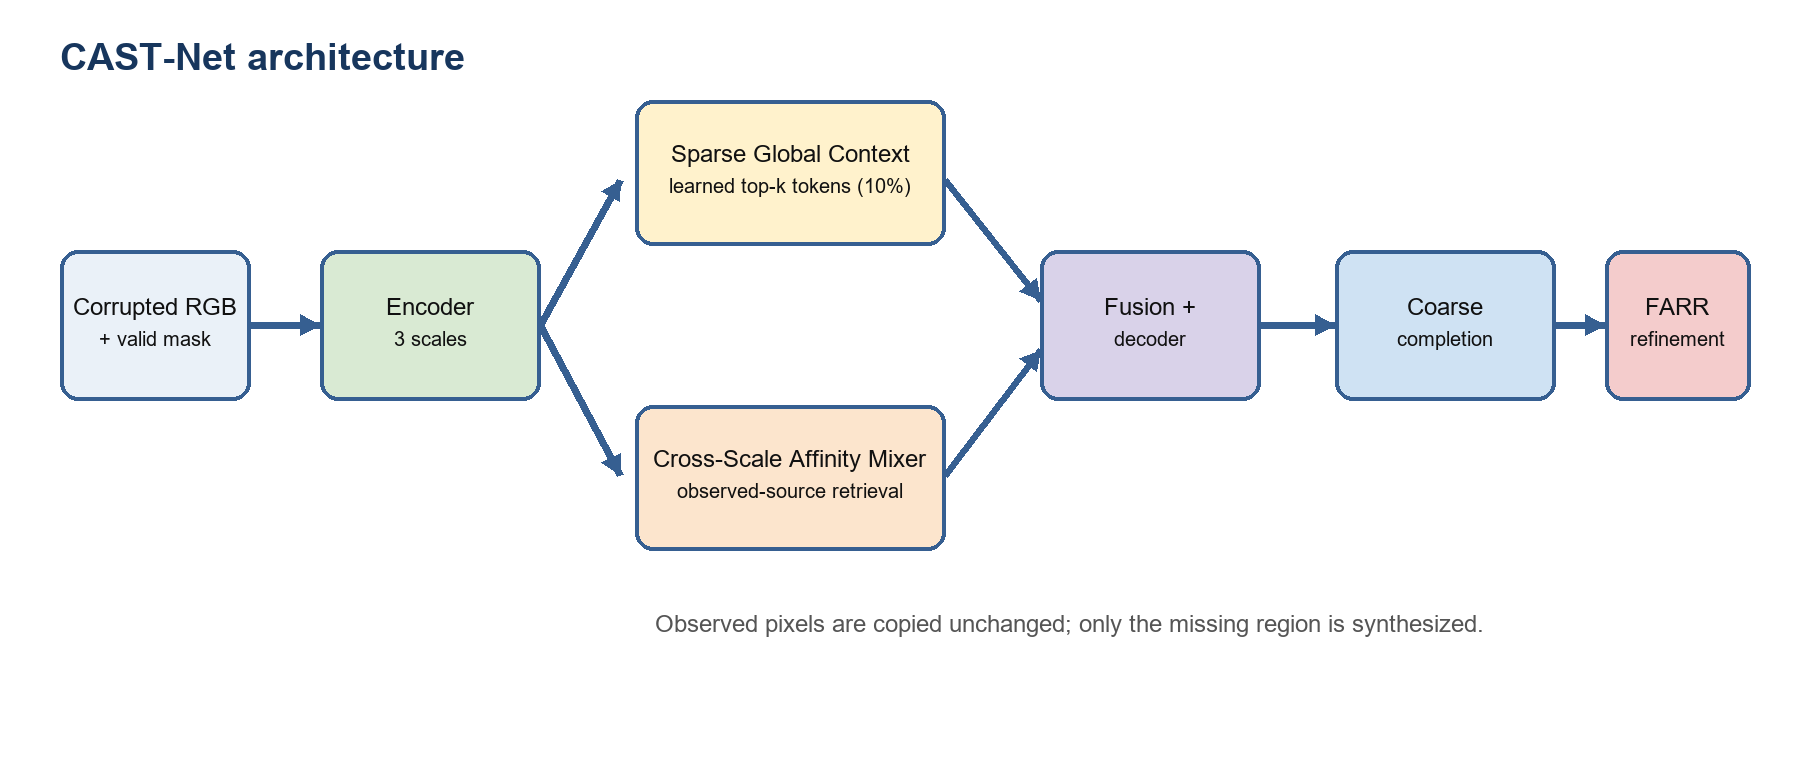 CAST-Net architecture
Sparse Global Context
learned top-k tokens (10%)
Corrupted RGB
+ valid mask
Encoder
3 scales
Fusion +
decoder
Coarse
completion
FARR
refinement
Cross-Scale Affinity Mixer
observed-source retrieval
Observed pixels are copied unchanged; only the missing region is synthesized.